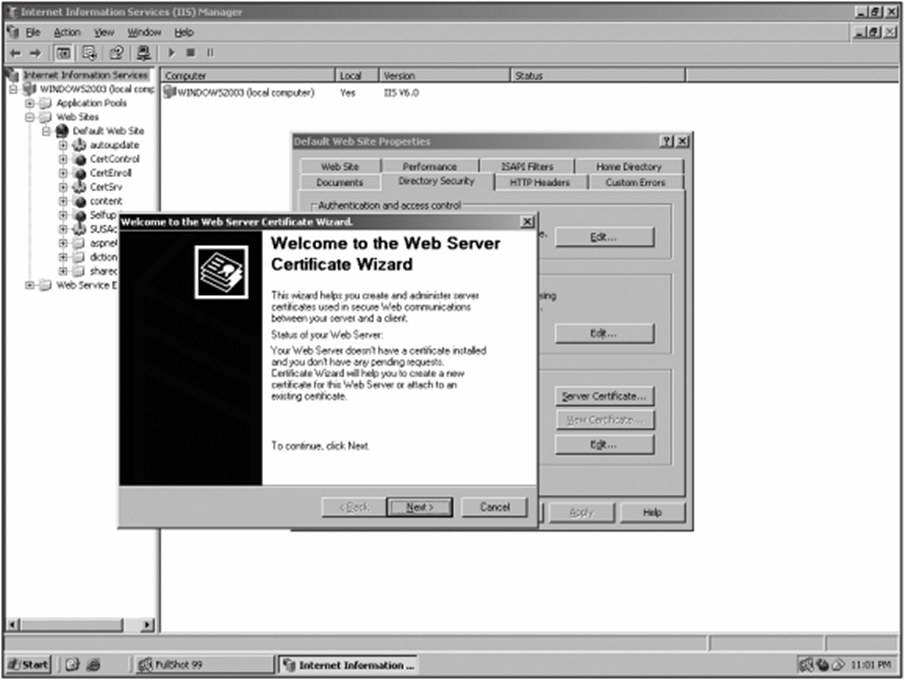 Internet Information Services (IIS) Manager
File Action View Window Help
Internet Information Services
WINDOWS2003 (local comp
Application Pools
Web Sites
Default Web Site
autoupdate
CertControl
CertEnroll
CertSrv
content
Selfup
SUSAc
aspnet
diction
shared
Web Service E
Computer Local Version Status
WINDOWS2003 (local computer) Yes IIS V6.0
Default Web Site Properties
Web Site Performance ISAPI Filters Home Directory
Documents Directory Security HTTP Headers Custom Errors
Authentication and access control
Edit...
Edit...
Server Certificate...
View Certificate...
Edit...
Apply Help
Welcome to the Web Server Certificate Wizard.
Welcome to the Web Server
Certificate Wizard
This wizard helps you create and administer server
certificates used in secure Web communications
between your server and a client.
Status of your Web Server:
Your Web Server doesn't have a certificate installed
and you don't have any pending requests.
Certificate Wizard will help you to create a new
certificate for this Web Server or attach to an
existing certificate.
To continue, click Next.
< Back Next > Cancel
Start FullShot 99 Internet Information ... 11:01 PM